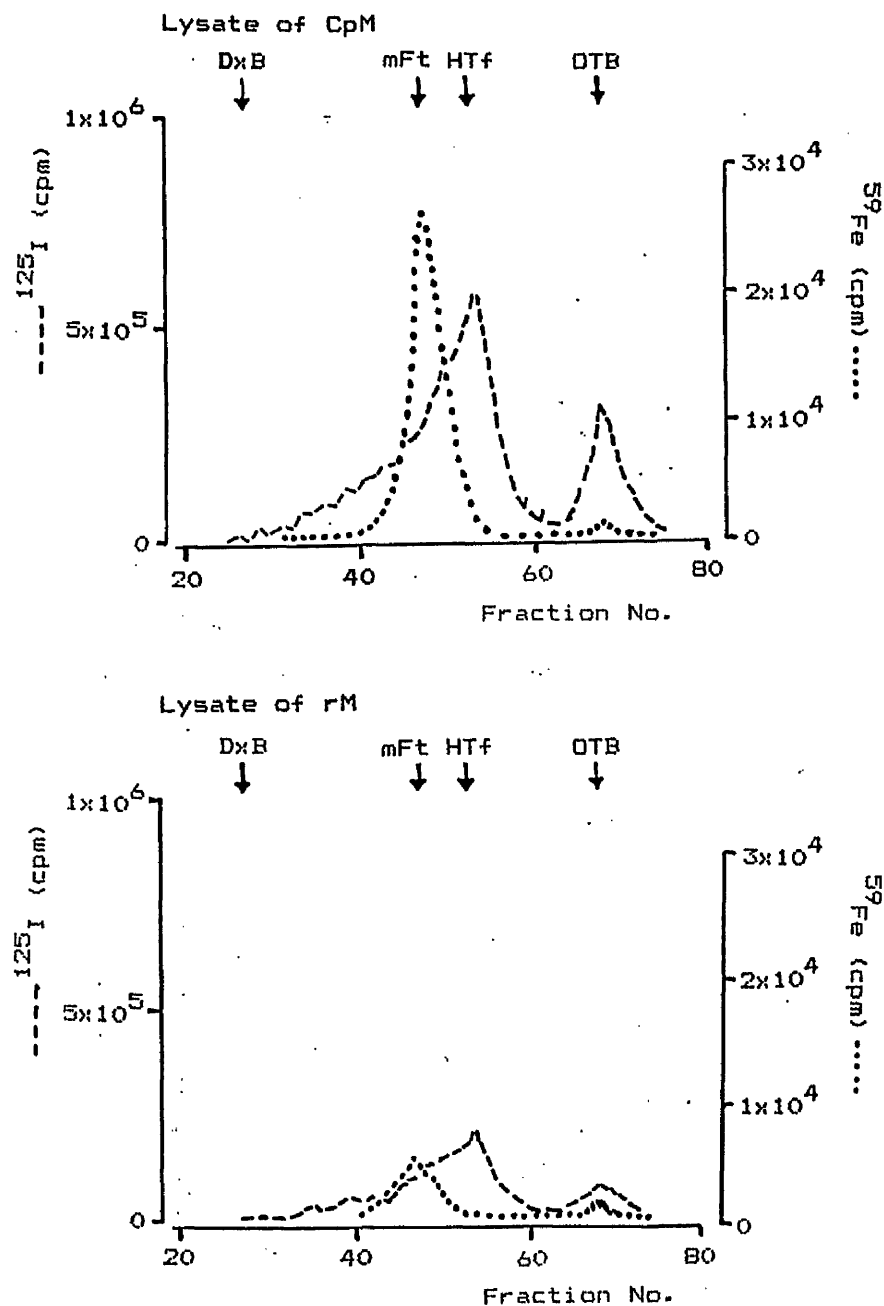 Lysate of CpM
DxB mFt HTf OTB
1x10⁶
5x10⁵
0
---- ¹²⁵I (cpm)
3x10⁴
2x10⁴
1x10⁴
0
⁵⁹Fe (cpm) .....
20 40 60 80
Fraction No.
Lysate of rM
DxB mFt HTf OTB
1x10⁶
5x10⁵
0
---- ¹²⁵I (cpm)
3x10⁴
2x10⁴
1x10⁴
0
⁵⁹Fe (cpm) .....
20 40 60 80
Fraction No.